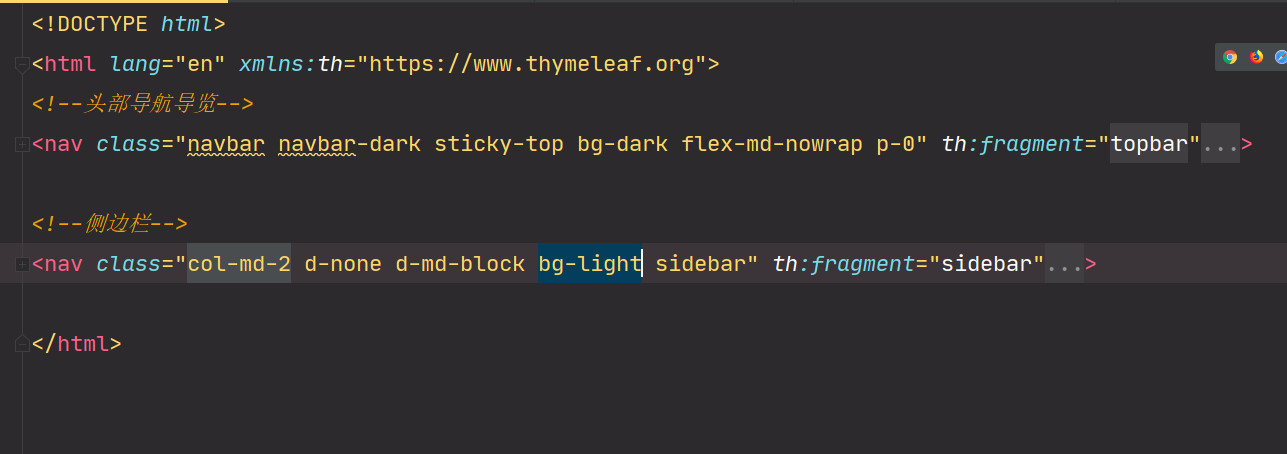 <!DOCTYPE html>
<html lang="en" xmlns:th="https://www.thymeleaf.org">
<!--头部导航导览-->
<nav class="navbar navbar-dark sticky-top bg-dark flex-md-nowrap p-0" th:fragment="topbar"...>
<!--侧边栏-->
<nav class="col-md-2 d-none d-md-block bg-light sidebar" th:fragment="sidebar"...>
</html>